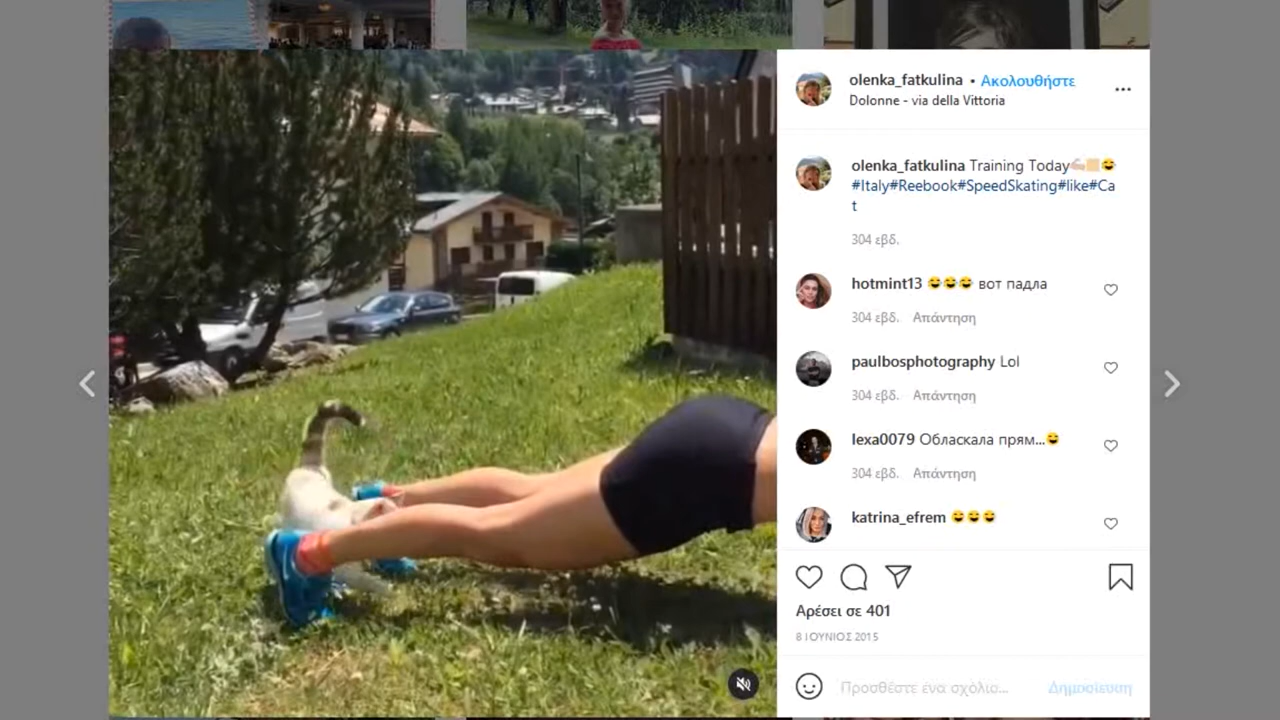 olenka_fatkulina • Ακολουθήστε
Dolonne - via della Vittoria
olenka_fatkulina Training Today💪🏼😅
#Italy#Reebook#SpeedSkating#like#Ca
t
304 εβδ.
hotmint13 😂😂😂 вот падла
304 εβδ. Απάντηση
paulbosphotography Lol
304 εβδ. Απάντηση
lexa0079 Обласкала прям...😂
304 εβδ. Απάντηση
katrina_efrem 😂😂😂
Αρέσει σε 401
8 ΙΟΥΝΙΟΣ 2015
Προσθέστε ένα σχόλιο...
Δημοσίευση